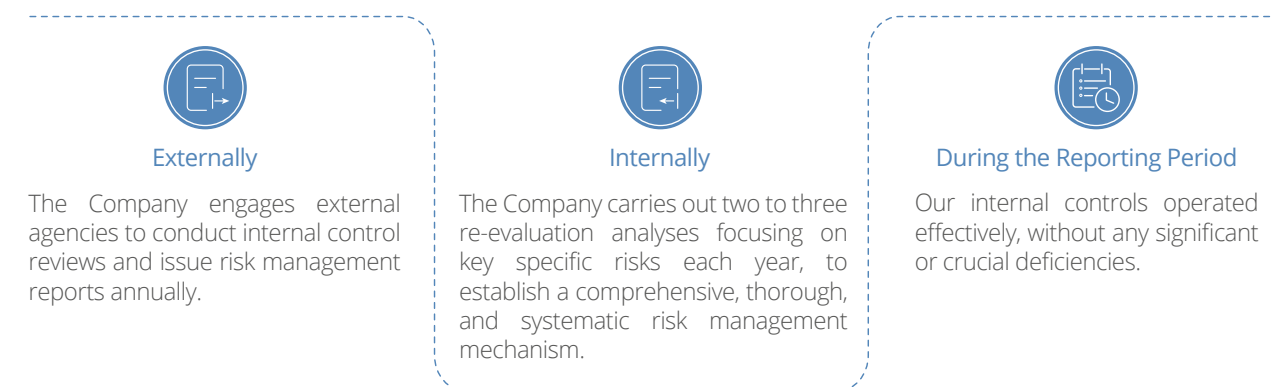 Externally
The Company engages external
agencies to conduct internal control
reviews and issue risk management
reports annually.
Internally
The Company carries out two to three
re-evaluation analyses focusing on
key specific risks each year, to
establish a comprehensive, thorough,
and systematic risk management
mechanism.
During the Reporting Period
Our internal controls operated
effectively, without any significant
or crucial deficiencies.